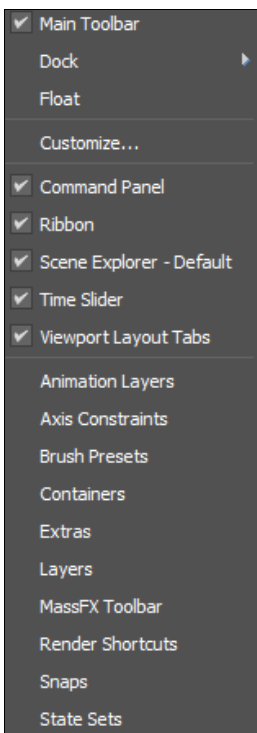 Main Toolbar
Dock
Float
Customize...
Command Panel
Ribbon
Scene Explorer - Default
Time Slider
Viewport Layout Tabs
Animation Layers
Axis Constraints
Brush Presets
Containers
Extras
Layers
MassFX Toolbar
Render Shortcuts
Snaps
State Sets